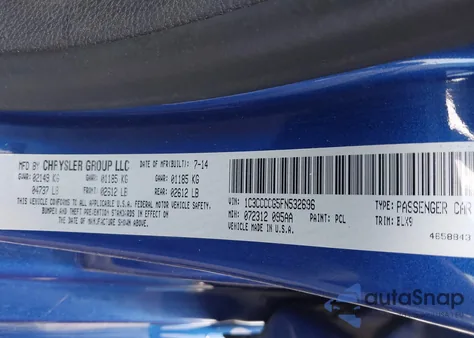 MFD BY CHRYSLER GROUP LLC DATE OF MFR(BUILT): 7-14
GVWR: 02149 KG GAWR: 01185 KG GAWR: 01185 KG
04737 LB FRONT: 02612 LB REAR: 02612 LB
THIS VEHICLE CONFORMS TO ALL APPLICABLE U.S.A. FEDERAL MOTOR VEHICLE SAFETY,
BUMPER AND THEFT PREVENTION STANDARDS IN EFFECT ON
THE DATE OF MANUFACTURE SHOWN ABOVE.
VIN: 1C3CCCCG5FN532696 TYPE: PASSENGER CAR
MDH: 072312 095AA PAINT: PCL TRIM: BLX9
VEHICLE MADE IN U.S.A. 4658843
autoSnap